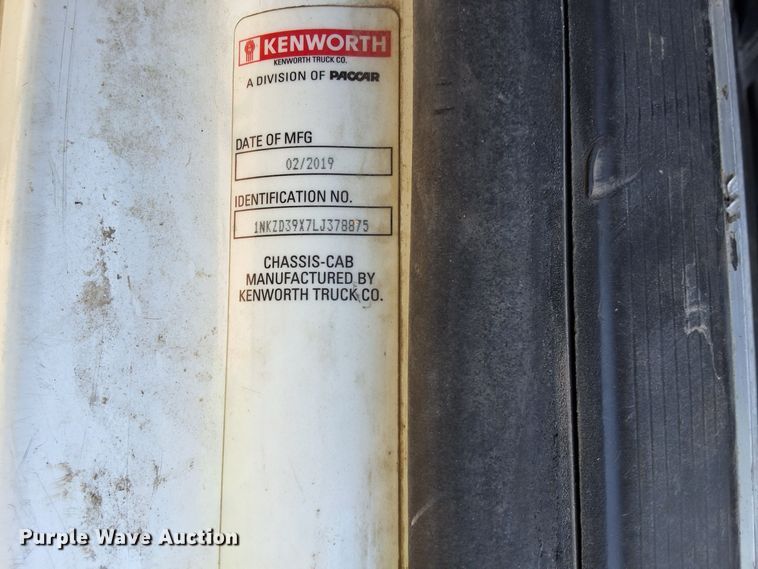 KENWORTH
KENWORTH TRUCK CO.
A DIVISION OF PACCAR
DATE OF MFG
02/2019
IDENTIFICATION NO.
1NKZD39X7LJ378875
CHASSIS-CAB
MANUFACTURED BY
KENWORTH TRUCK CO.
Purple Wave Auction